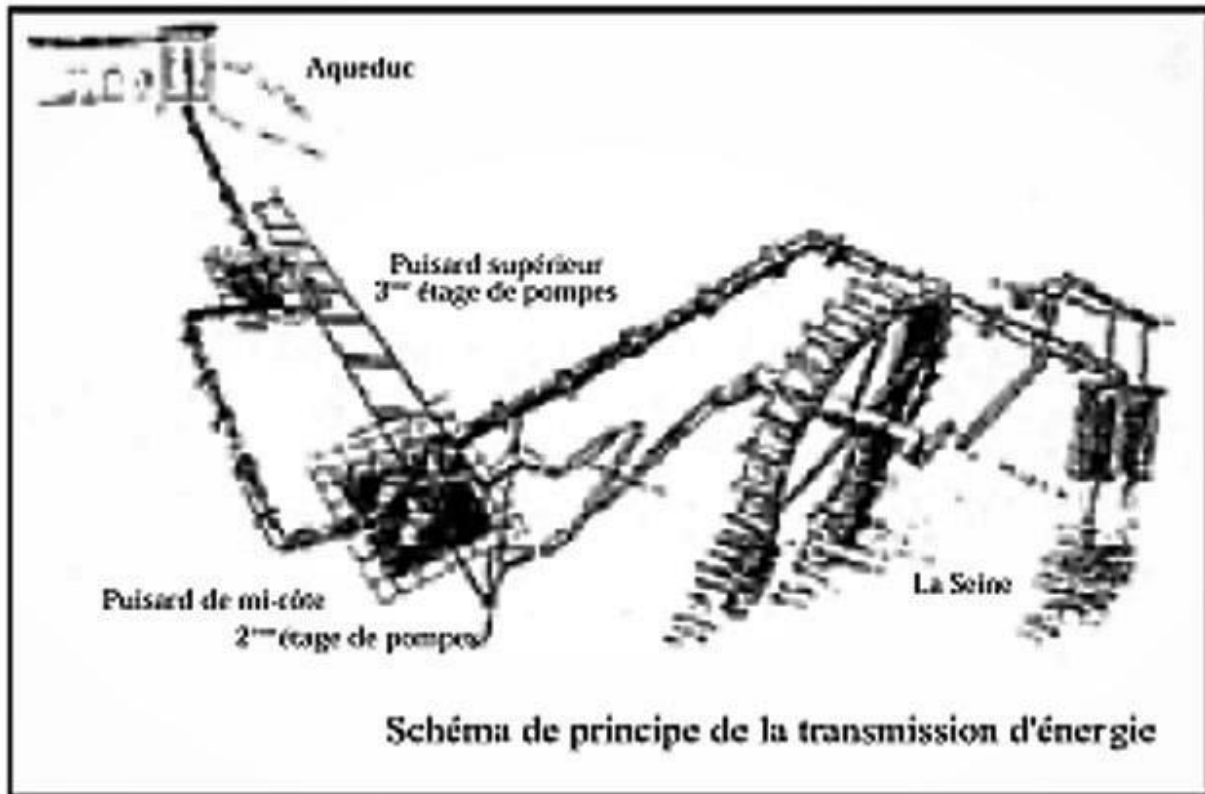 Aqueduc
Puisard supérieur
3ème étage de pompes
La Seine
Puisard de mi-côte
2ème étage de pompes
Schéma de principe de la transmission d'énergie